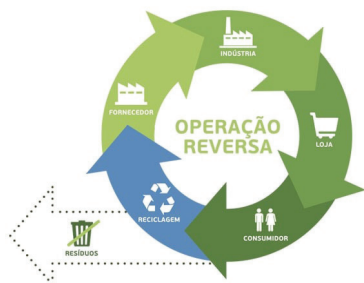 INDÚSTRIA
FORNECEDOR
OPERAÇÃO
REVERSA
LOJA
RECICLAGEM
CONSUMIDOR
RESÍDUOS